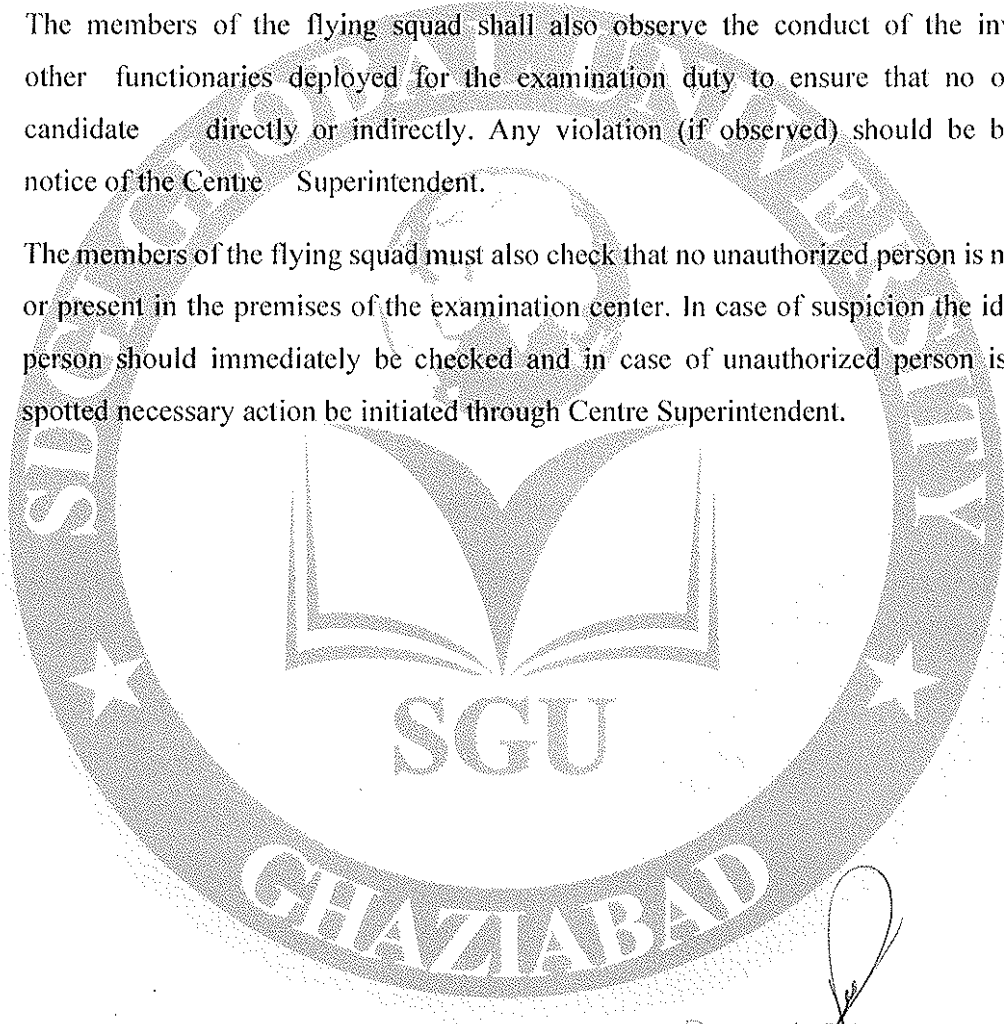 The members of the flying squad shall also observe the conduct of the
other functionaries deployed for the examination duty to ensure that no
candidate directly or indirectly. Any violation (if observed) should be
notice of the Centre Superintendent.
The members of the flying squad must also check that no unauthorized person is
or present in the premises of the examination center. In case of suspicion the
person should immediately be checked and in case of unauthorized person is
spotted necessary action be initiated through Centre Superintendent.
SDGI GLOBAL UNIVERSITY
SGU
GHAZIABAD